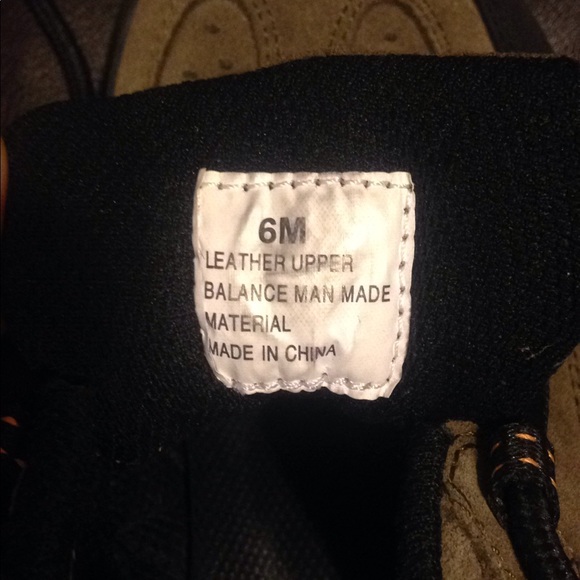 6M
LEATHER UPPER
BALANCE MAN MADE
MATERIAL
MADE IN CHINA